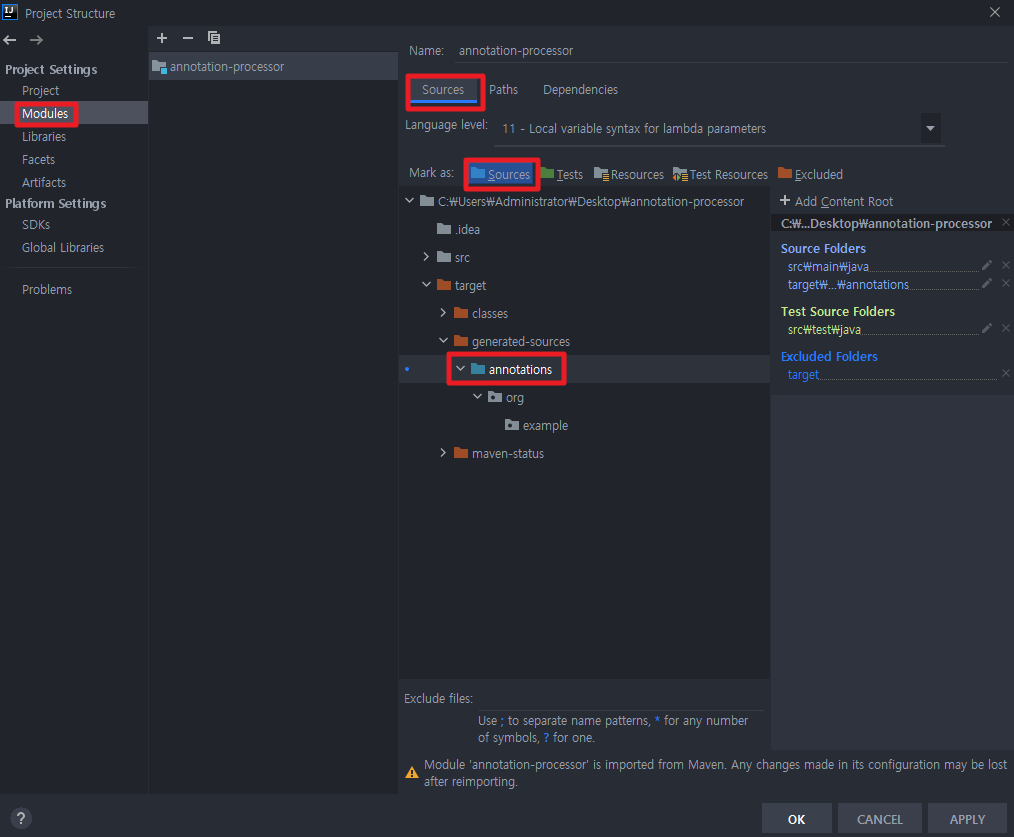 Project Structure
Project Settings
Project
Modules
Libraries
Facets
Artifacts
Platform Settings
SDKs
Global Libraries
Problems
annotation-processor
Name: annotation-processor
Sources Paths Dependencies
Language level: 11 - Local variable syntax for lambda parameters
Mark as: Sources Tests Resources Test Resources Excluded
C:₩Users₩Administrator₩Desktop₩annotation-processor
.idea
src
target
classes
generated-sources
annotations
org
example
maven-status
+ Add Content Root
C:₩...Desktop₩annotation-processor
Source Folders
src₩main₩java
target₩...₩annotations
Test Source Folders
src₩test₩java
Excluded Folders
target
Exclude files:
Use ; to separate name patterns, * for any number
of symbols, ? for one.
Module 'annotation-processor' is imported from Maven. Any changes made in its configuration may be lost
after reimporting.
? OK CANCEL APPLY